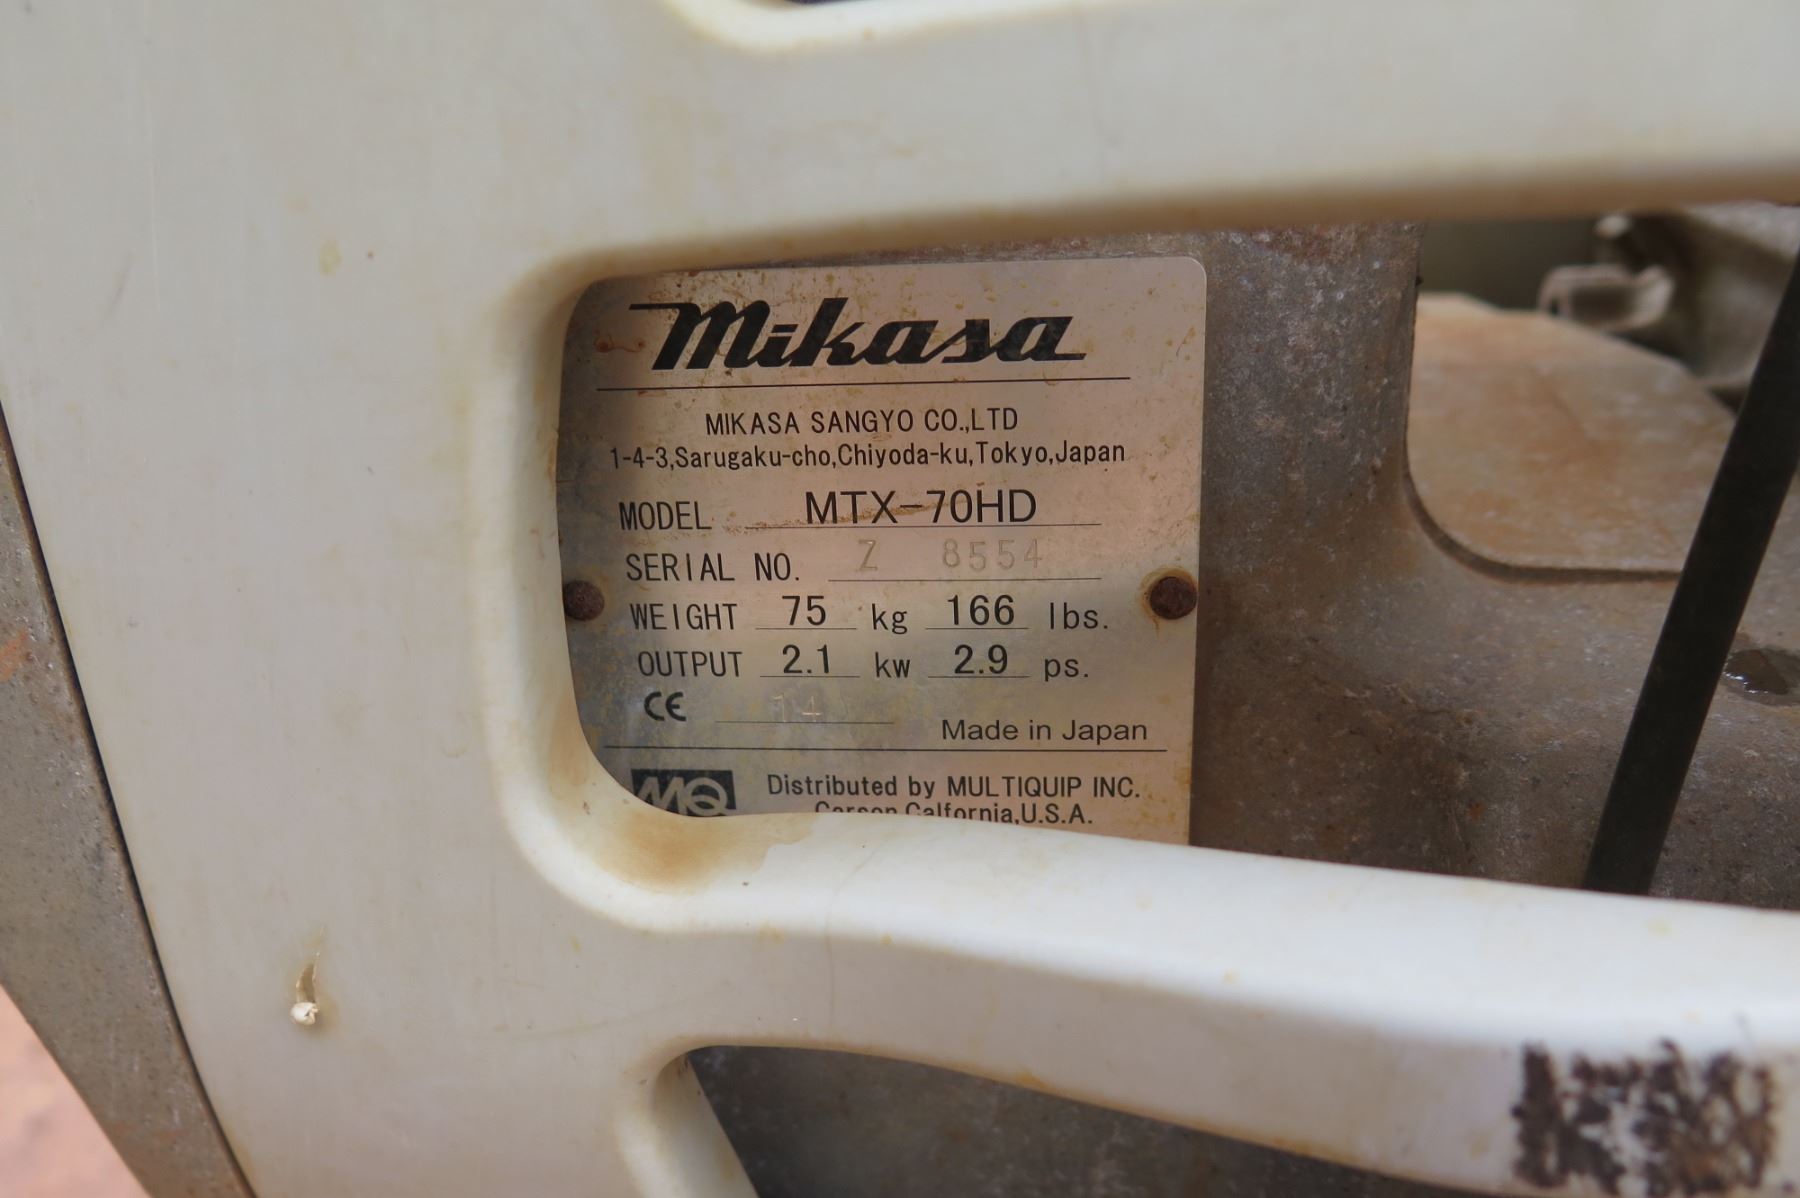 Mikasa
MIKASA SANGYO CO.,LTD
1-4-3,Sarugaku-cho,Chiyoda-ku,Tokyo,Japan
MODEL MTX-70HD
SERIAL NO. Z 8554
WEIGHT 75 kg 166 lbs.
OUTPUT 2.1 kw 2.9 ps.
CE 14 Made in Japan
MQ Distributed by MULTIQUIP INC.
Carson Calfornia,U.S.A.